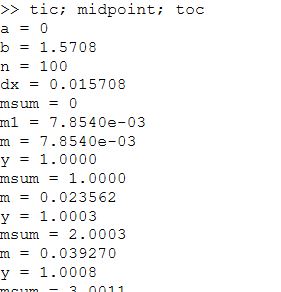 >> tic; midpoint; toc
a = 0
b = 1.5708
n = 100
dx = 0.015708
msum = 0
m1 = 7.8540e-03
m = 7.8540e-03
y = 1.0000
msum = 1.0000
m = 0.023562
y = 1.0003
msum = 2.0003
m = 0.039270
y = 1.0008
msum = 3.0011